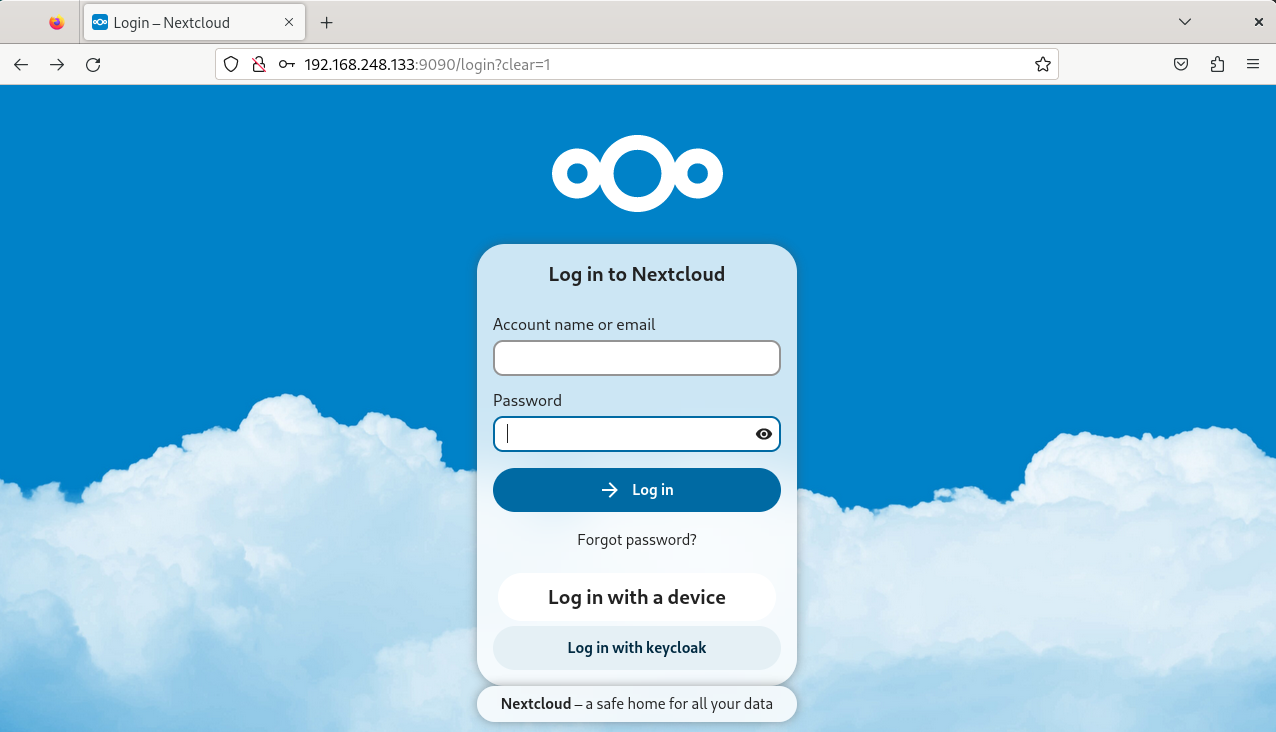 Login – Nextcloud
192.168.248.133:9090/login?clear=1
Log in to Nextcloud
Account name or email
Password
Log in
Forgot password?
Log in with a device
Log in with keycloak
Nextcloud – a safe home for all your data